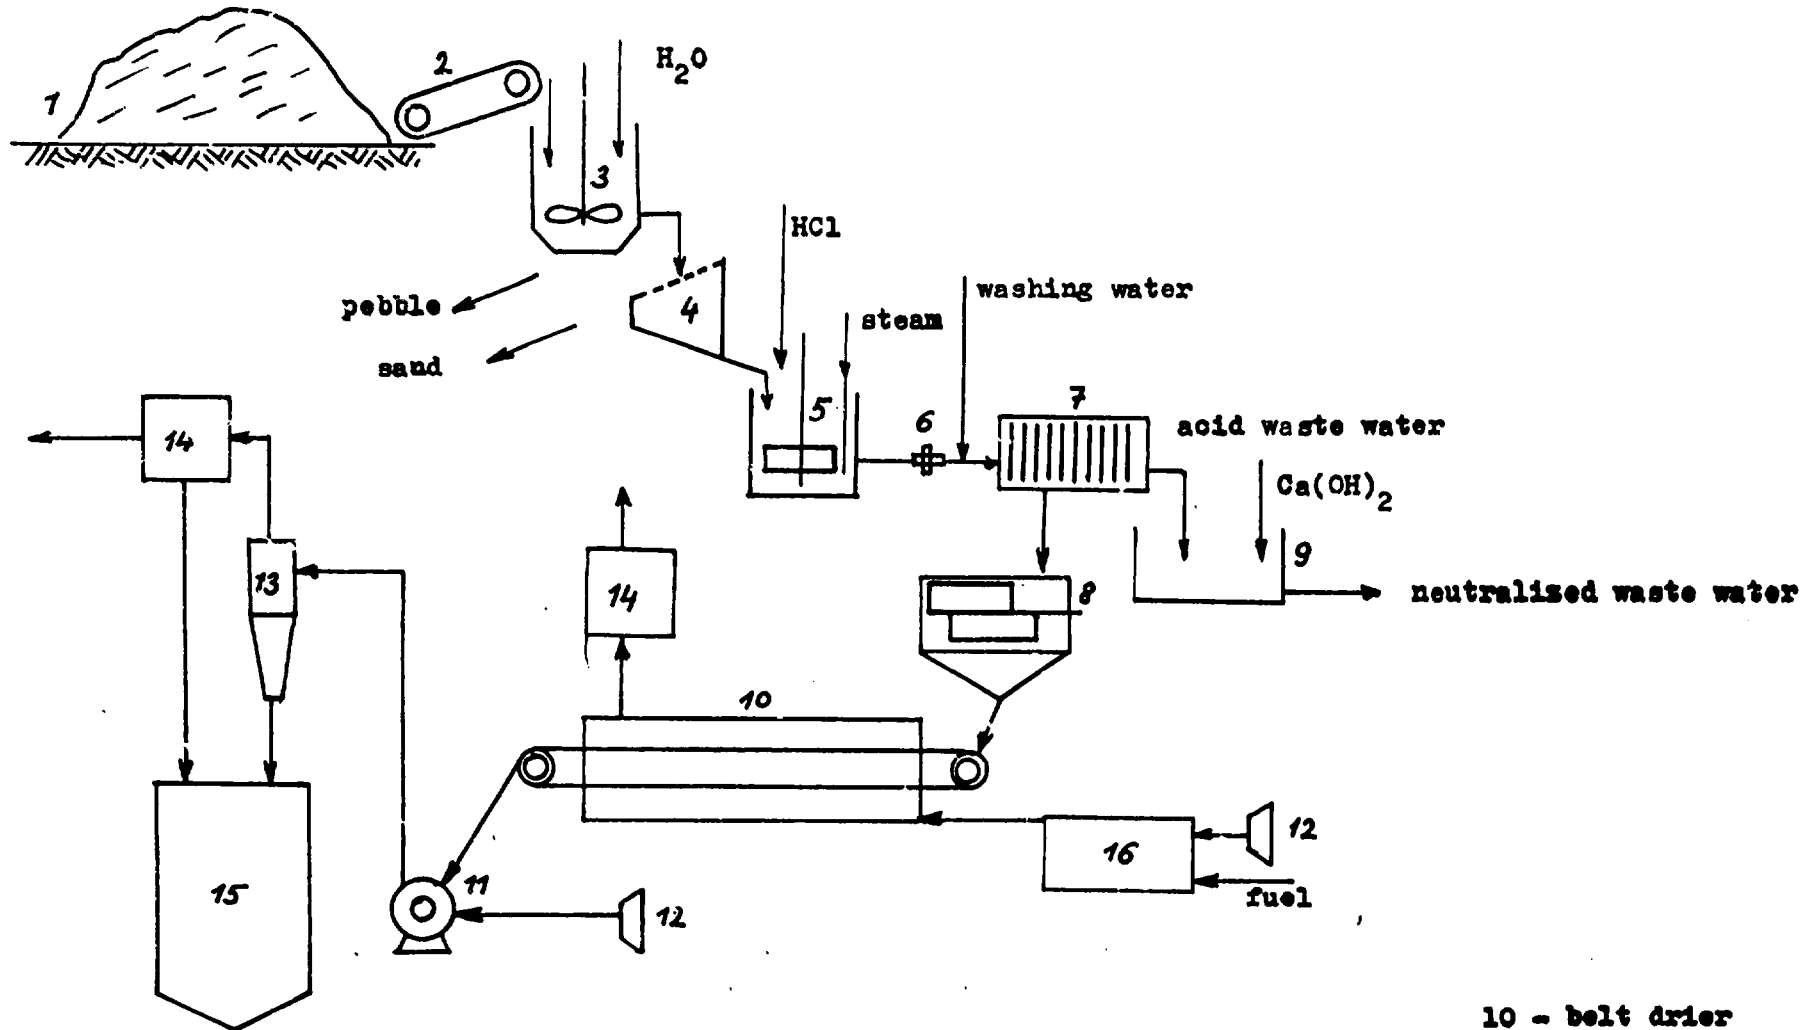 1
2
H2O
3
HCl
pebble
4
washing water
steam
sand
5
6
7
acid waste water
14
Ca(OH)2
9
13
14
8
neutralized waste water
10
15
11
12
16
12
fuel
10 - belt drier